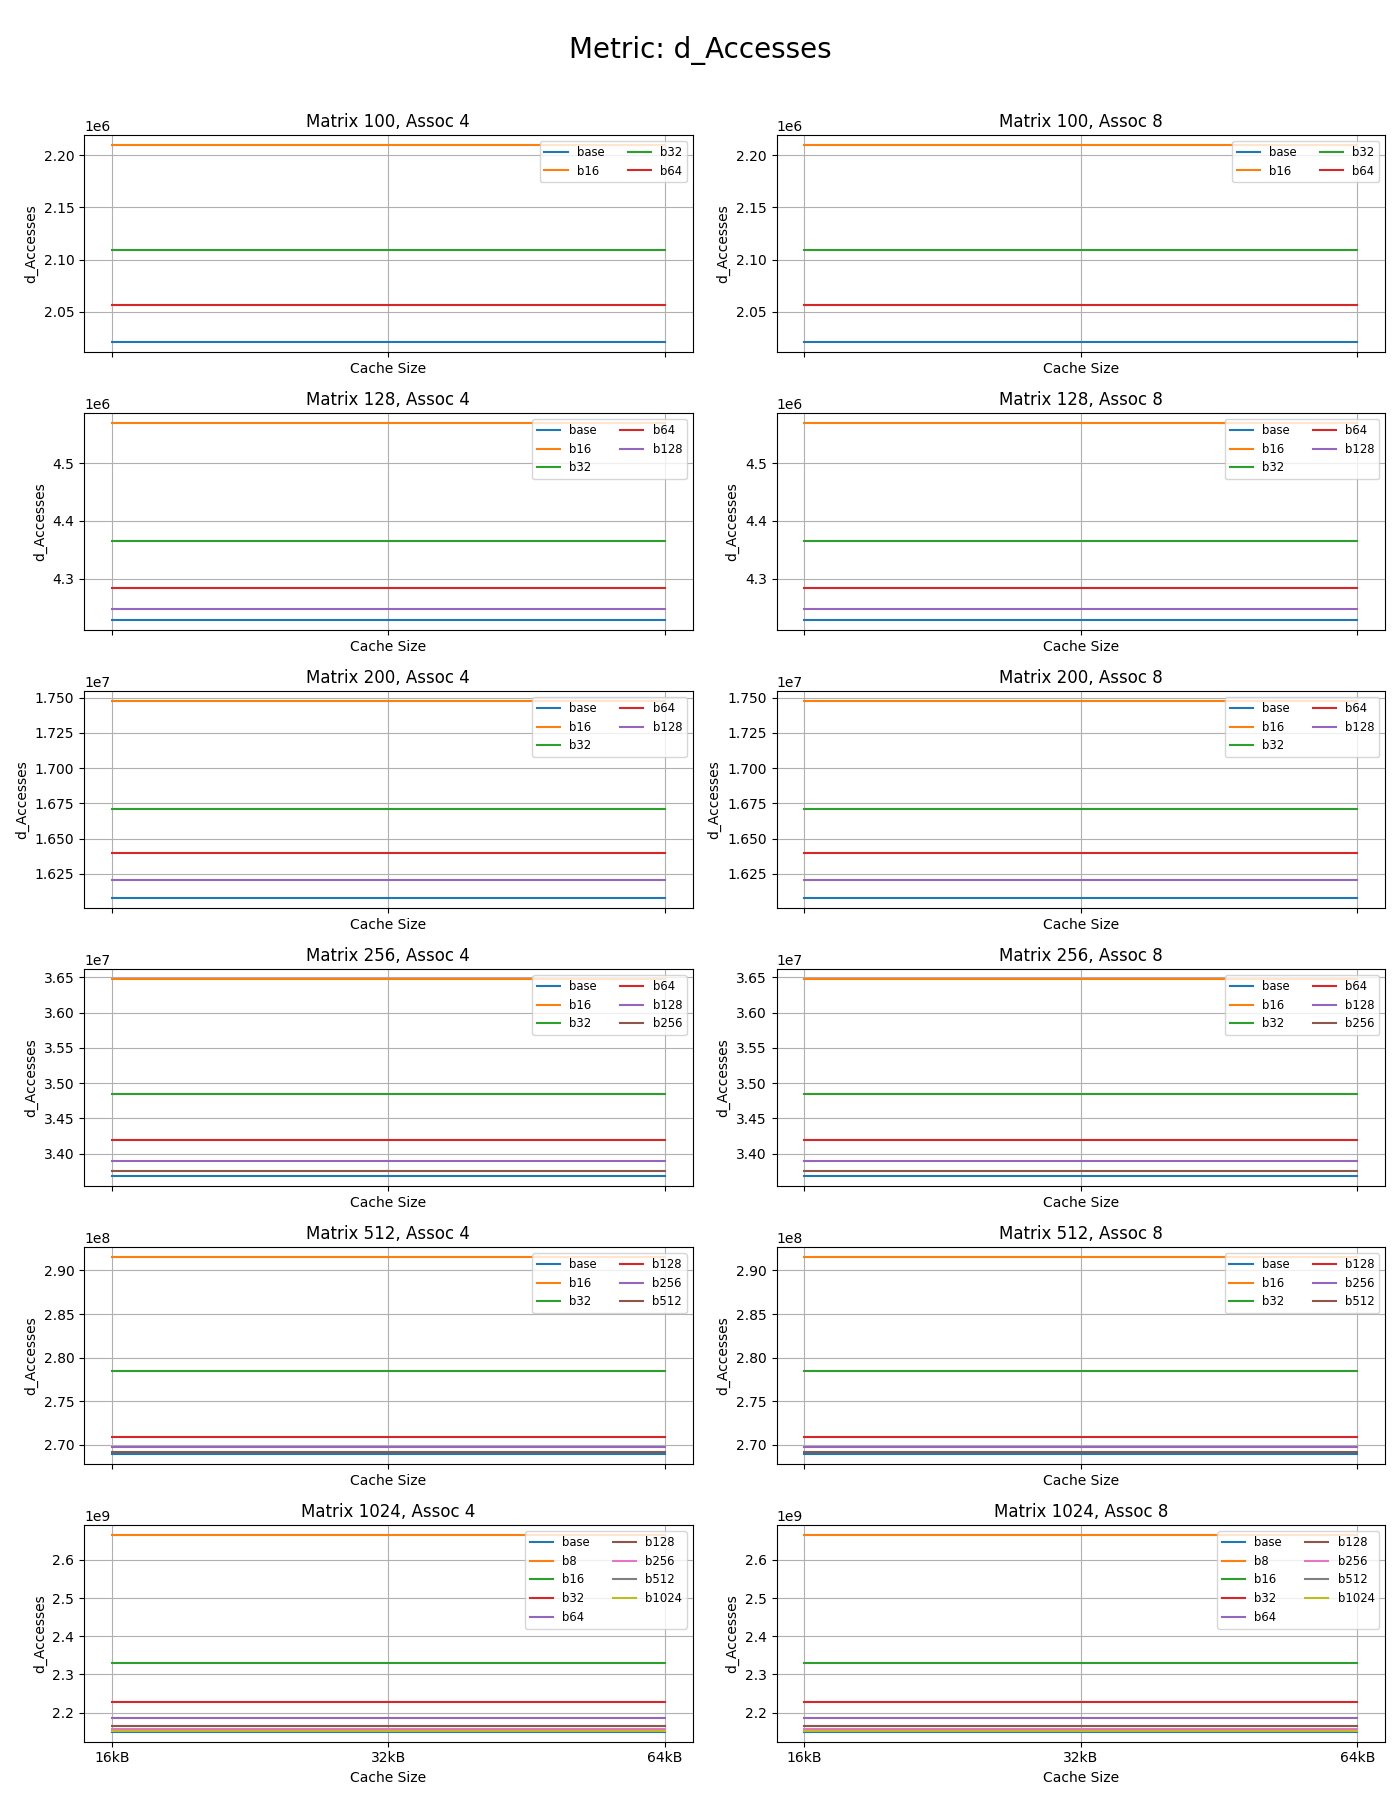 Metric: d_Accesses
Matrix 100, Assoc 4
1e6
2.20
2.15
2.10
2.05
d_Accesses
base b32
b16 b64
Cache Size
Matrix 100, Assoc 8
1e6
2.20
2.15
2.10
2.05
d_Accesses
base b32
b16 b64
Cache Size
Matrix 128, Assoc 4
1e6
4.5
4.4
4.3
d_Accesses
base b64
b16 b128
b32
Cache Size
Matrix 128, Assoc 8
1e6
4.5
4.4
4.3
d_Accesses
base b64
b16 b128
b32
Cache Size
Matrix 200, Assoc 4
1e7
1.750
1.725
1.700
1.675
1.650
1.625
d_Accesses
base b64
b16 b128
b32
Cache Size
Matrix 200, Assoc 8
1e7
1.750
1.725
1.700
1.675
1.650
1.625
d_Accesses
base b64
b16 b128
b32
Cache Size
Matrix 256, Assoc 4
1e7
3.65
3.60
3.55
3.50
3.45
3.40
d_Accesses
base b64
b16 b128
b32 b256
Cache Size
Matrix 256, Assoc 8
1e7
3.65
3.60
3.55
3.50
3.45
3.40
d_Accesses
base b64
b16 b128
b32 b256
Cache Size
Matrix 512, Assoc 4
1e8
2.90
2.85
2.80
2.75
2.70
d_Accesses
base b128
b16 b256
b32 b512
Cache Size
Matrix 512, Assoc 8
1e8
2.90
2.85
2.80
2.75
2.70
d_Accesses
base b128
b16 b256
b32 b512
Cache Size
Matrix 1024, Assoc 4
1e9
2.6
2.5
2.4
2.3
2.2
d_Accesses
base b128
b8 b256
b16 b512
b32 b1024
b64
16kB 32kB 64kB
Cache Size
Matrix 1024, Assoc 8
1e9
2.6
2.5
2.4
2.3
2.2
d_Accesses
base b128
b8 b256
b16 b512
b32 b1024
b64
16kB 32kB 64kB
Cache Size